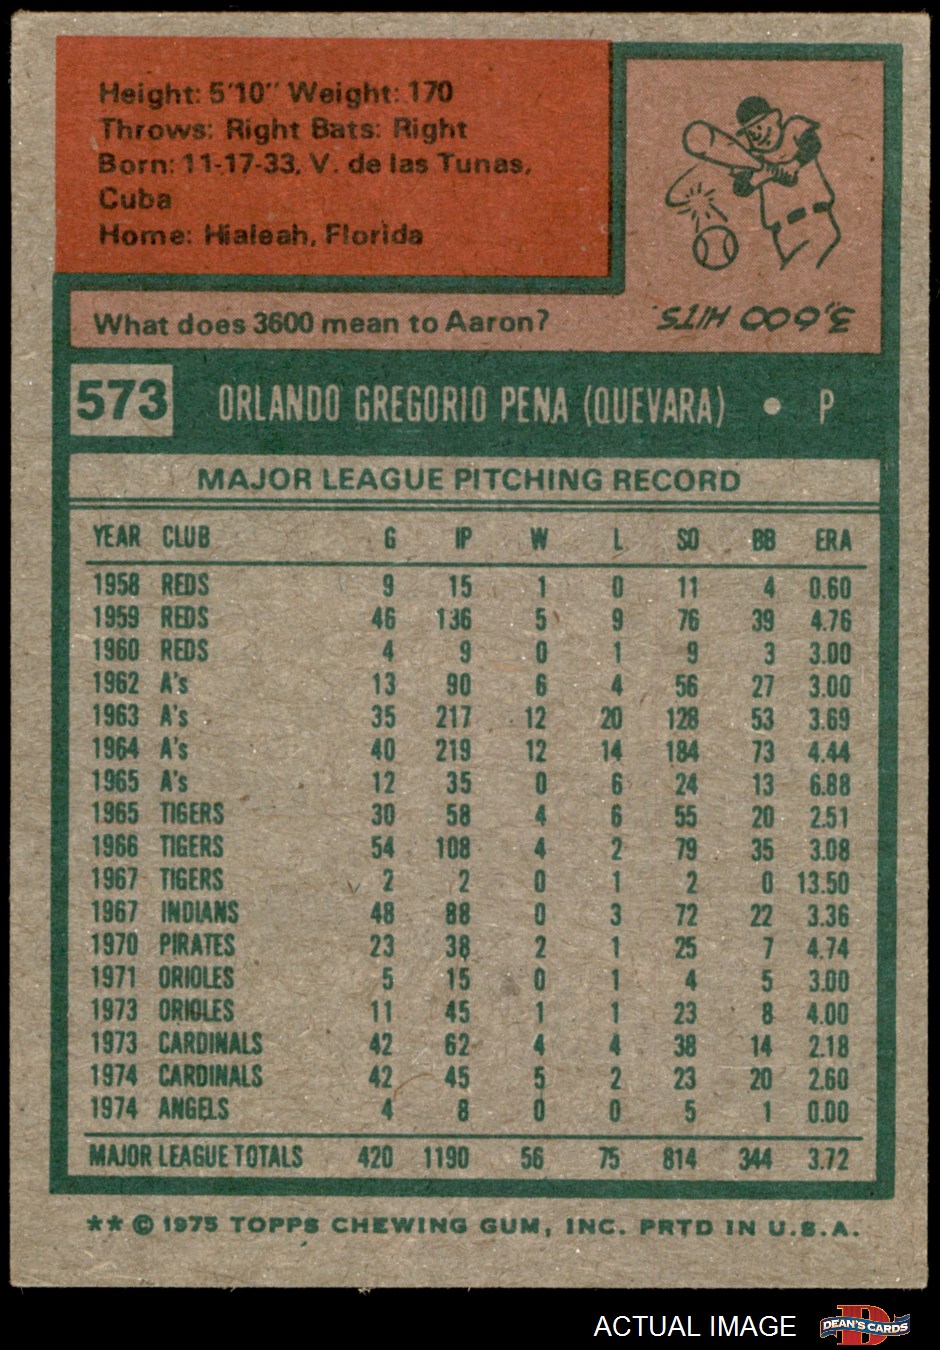 Height: 5'10" Weight: 170
Throws: Right Bats: Right
Born: 11-17-33, V. de las Tunas,
Cuba
Home: Hialeah, Florida
What does 3600 mean to Aaron?
3,600 HITS.
573 ORLANDO GREGORIO PENA (QUEVARA) • P
MAJOR LEAGUE PITCHING RECORD
YEAR CLUB G IP W L SO BB ERA
1958 REDS 9 15 1 0 11 4 0.60
1959 REDS 46 136 5 9 76 39 4.76
1960 REDS 4 9 0 1 9 3 3.00
1962 A's 13 90 6 4 56 27 3.00
1963 A's 35 217 12 20 128 53 3.69
1964 A's 40 219 12 14 184 73 4.44
1965 A's 12 35 0 6 24 13 6.88
1965 TIGERS 30 58 4 6 55 20 2.51
1966 TIGERS 54 108 4 2 79 35 3.08
1967 TIGERS 2 2 0 1 2 0 13.50
1967 INDIANS 48 88 0 3 72 22 3.36
1970 PIRATES 23 38 2 1 25 7 4.74
1971 ORIOLES 5 15 0 1 4 5 3.00
1973 ORIOLES 11 45 1 1 23 8 4.00
1973 CARDINALS 42 62 4 4 38 14 2.18
1974 CARDINALS 42 45 5 2 23 20 2.60
1974 ANGELS 4 8 0 0 5 1 0.00
MAJOR LEAGUE TOTALS 420 1190 56 75 814 344 3.72
** © 1975 TOPPS CHEWING GUM, INC. PRTD IN U.S.A.
ACTUAL IMAGE
D
DEAN'S CARDS